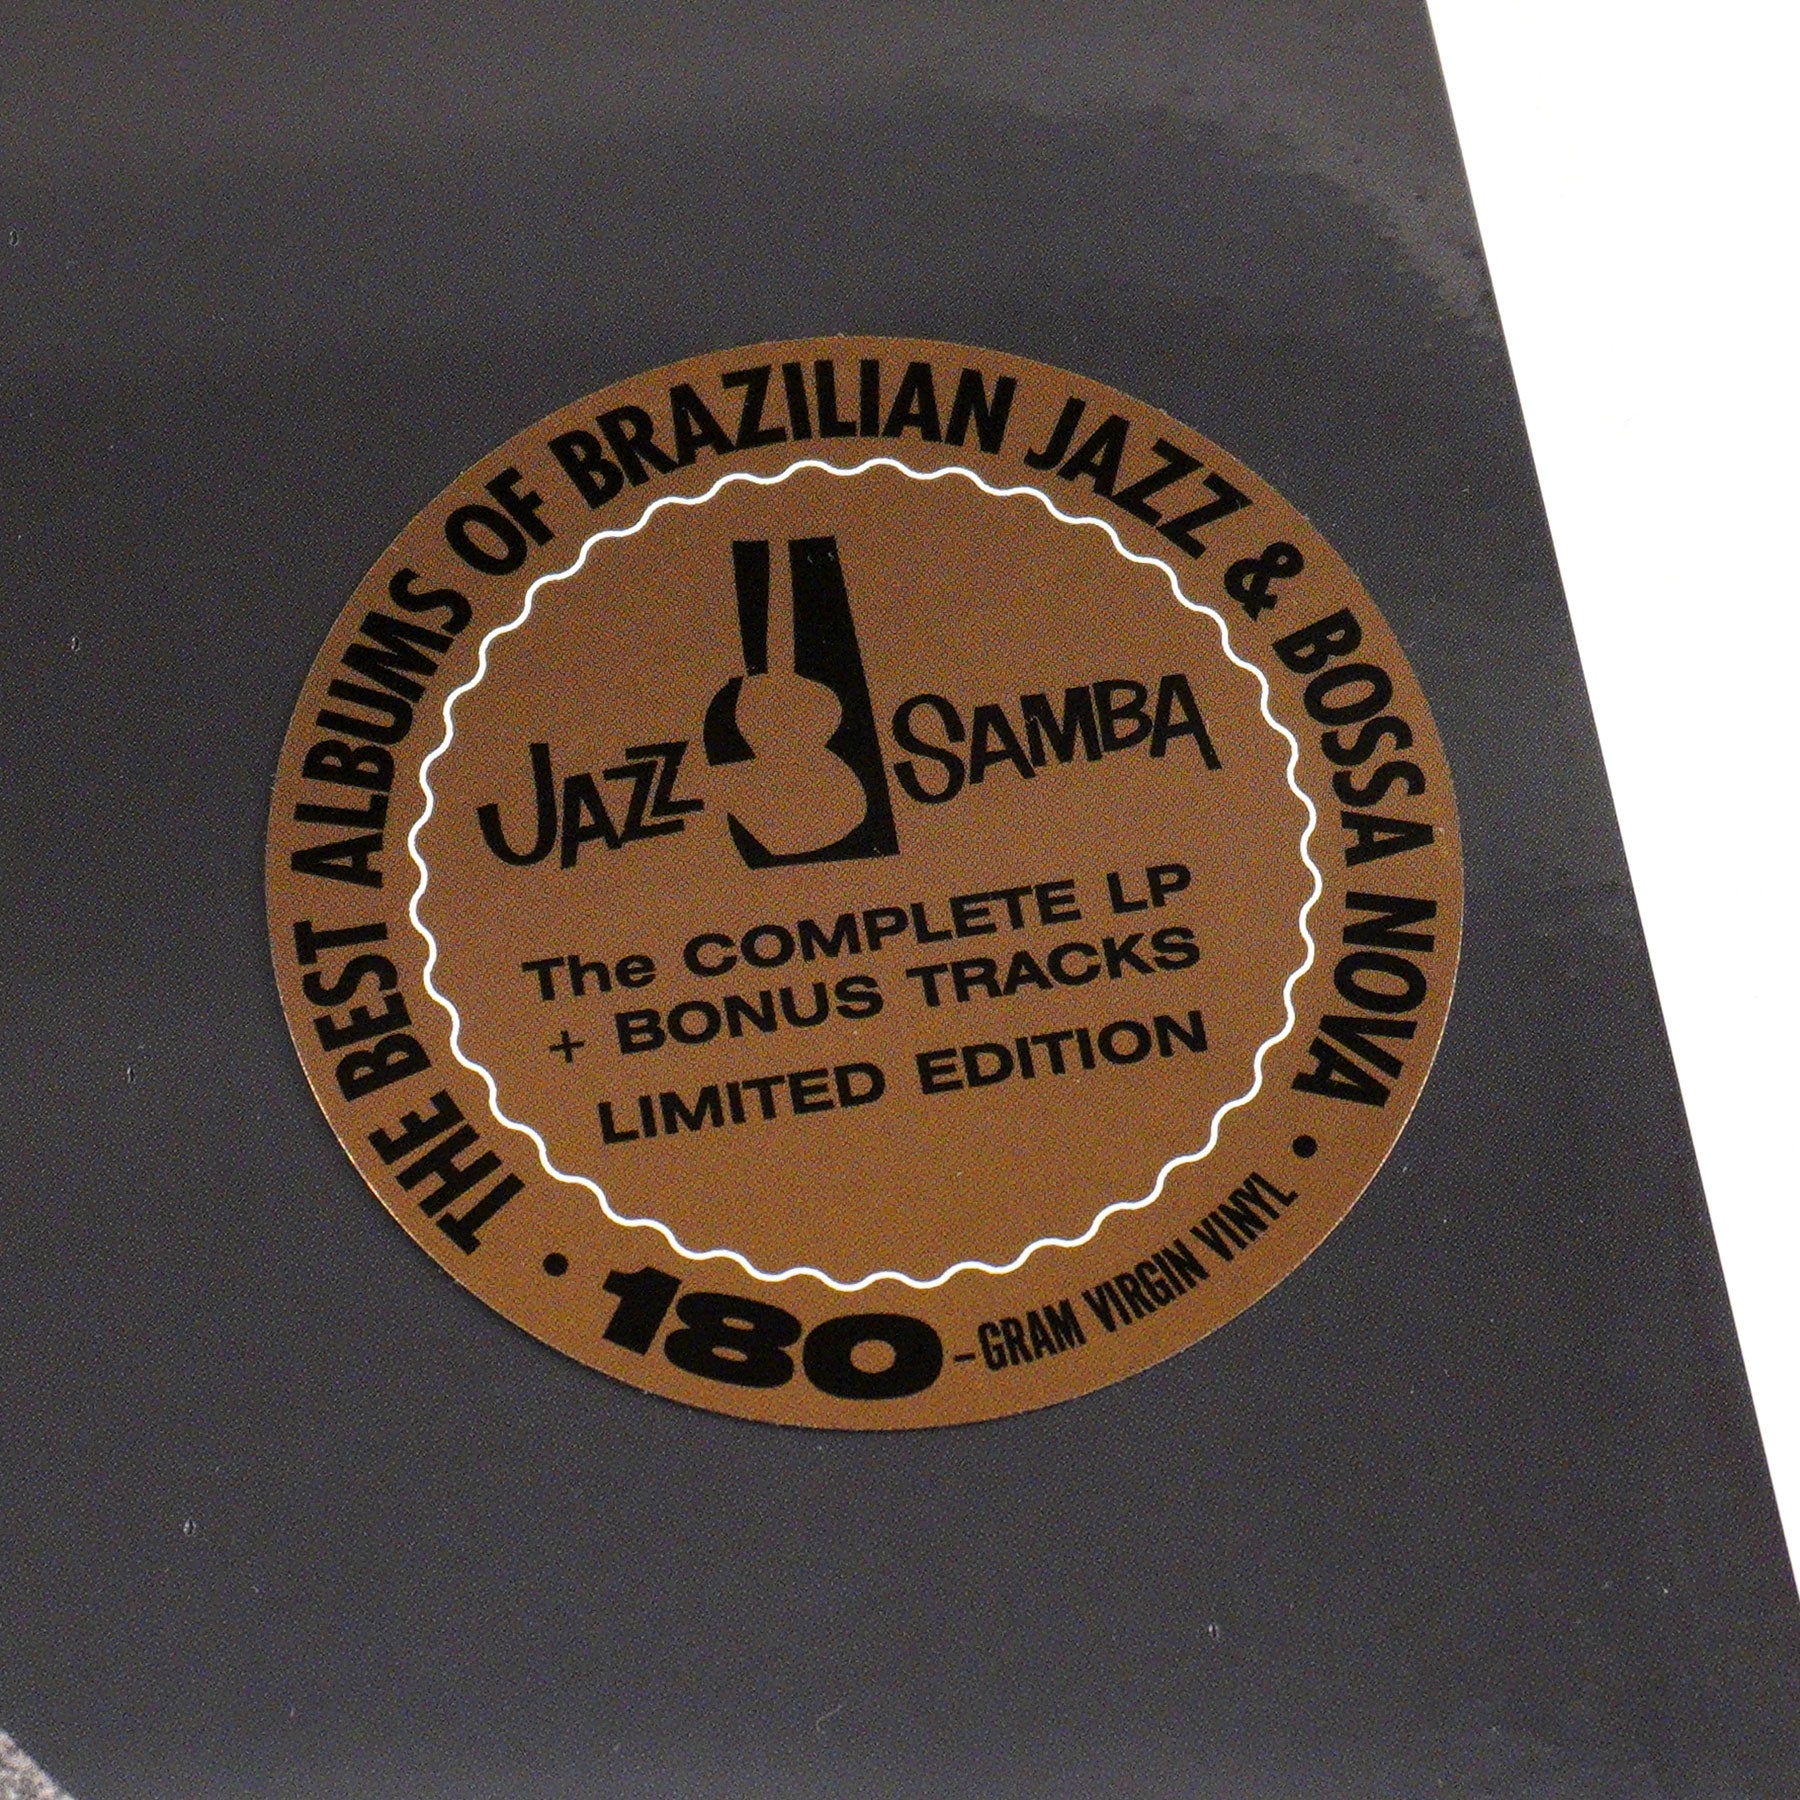 THE BEST ALBUMS OF BRAZILIAN JAZZ & BOSSA NOVA •
JAZZ SAMBA
The COMPLETE LP
+ BONUS TRACKS
LIMITED EDITION
• 180-GRAM VIRGIN VINYL